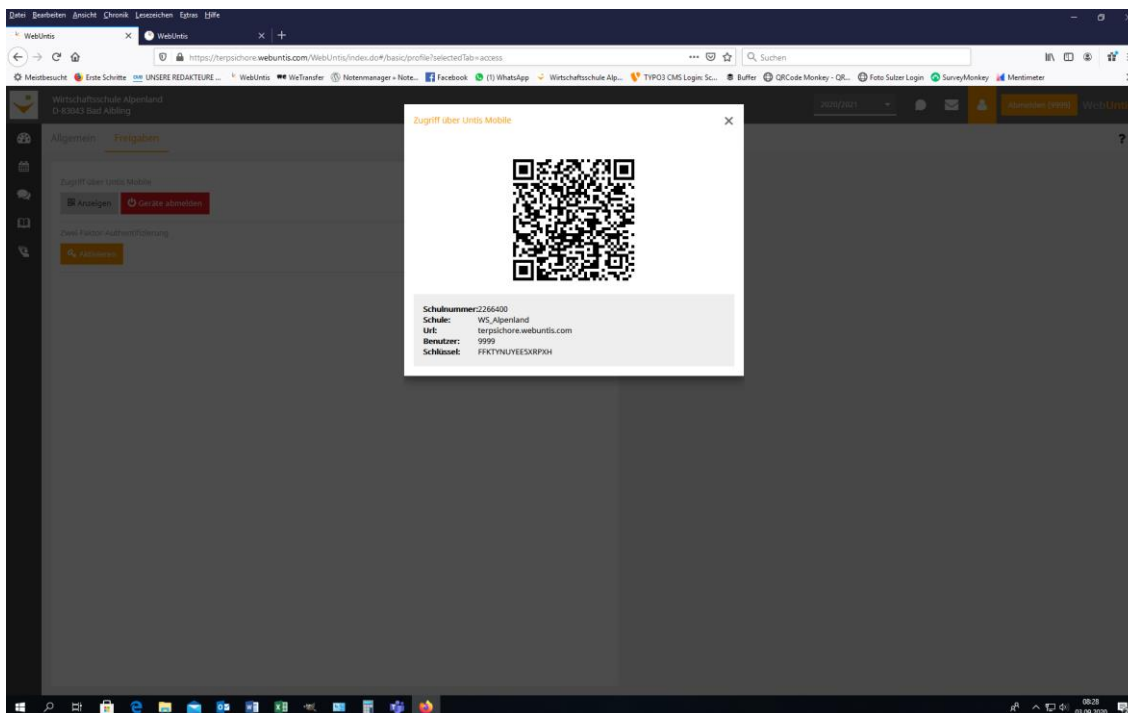 Datei Bearbeiten Ansicht Chronik Lesezeichen Extras Hilfe
WebUntis
WebUntis
https://terpsichore.webuntis.com/WebUntis/index.do#/basic/profile?selectedTab=access
Suchen
Meistbesucht Erste Schritte UNSERE REDAKTEURE ... WebUntis WeTransfer Notenmanager + Note... Facebook (1) WhatsApp Wirtschaftsschule Alp... TYPO3 CMS Login: Sc... Buffer QRCode Monkey - QR... Foto Sulzer Login SurveyMonkey Mentimeter
Wirtschaftsschule Alpenland
D-83043 Bad Aibling
2020/2021
Abmelden (9999)
WebUnti
Allgemein Freigaben
Zugriff über Untis Mobile
Anzeigen Geräte abmelden
Zwei-Faktor-Authentifizierung
Aktivieren
Zugriff über Untis Mobile
Schulnummer:2266400
Schule: WS_Alpenland
Url: terpsichore.webuntis.com
Benutzer: 9999
Schlüssel: FFKTYNUYEE5XRPXH
08:28
03.09.2020